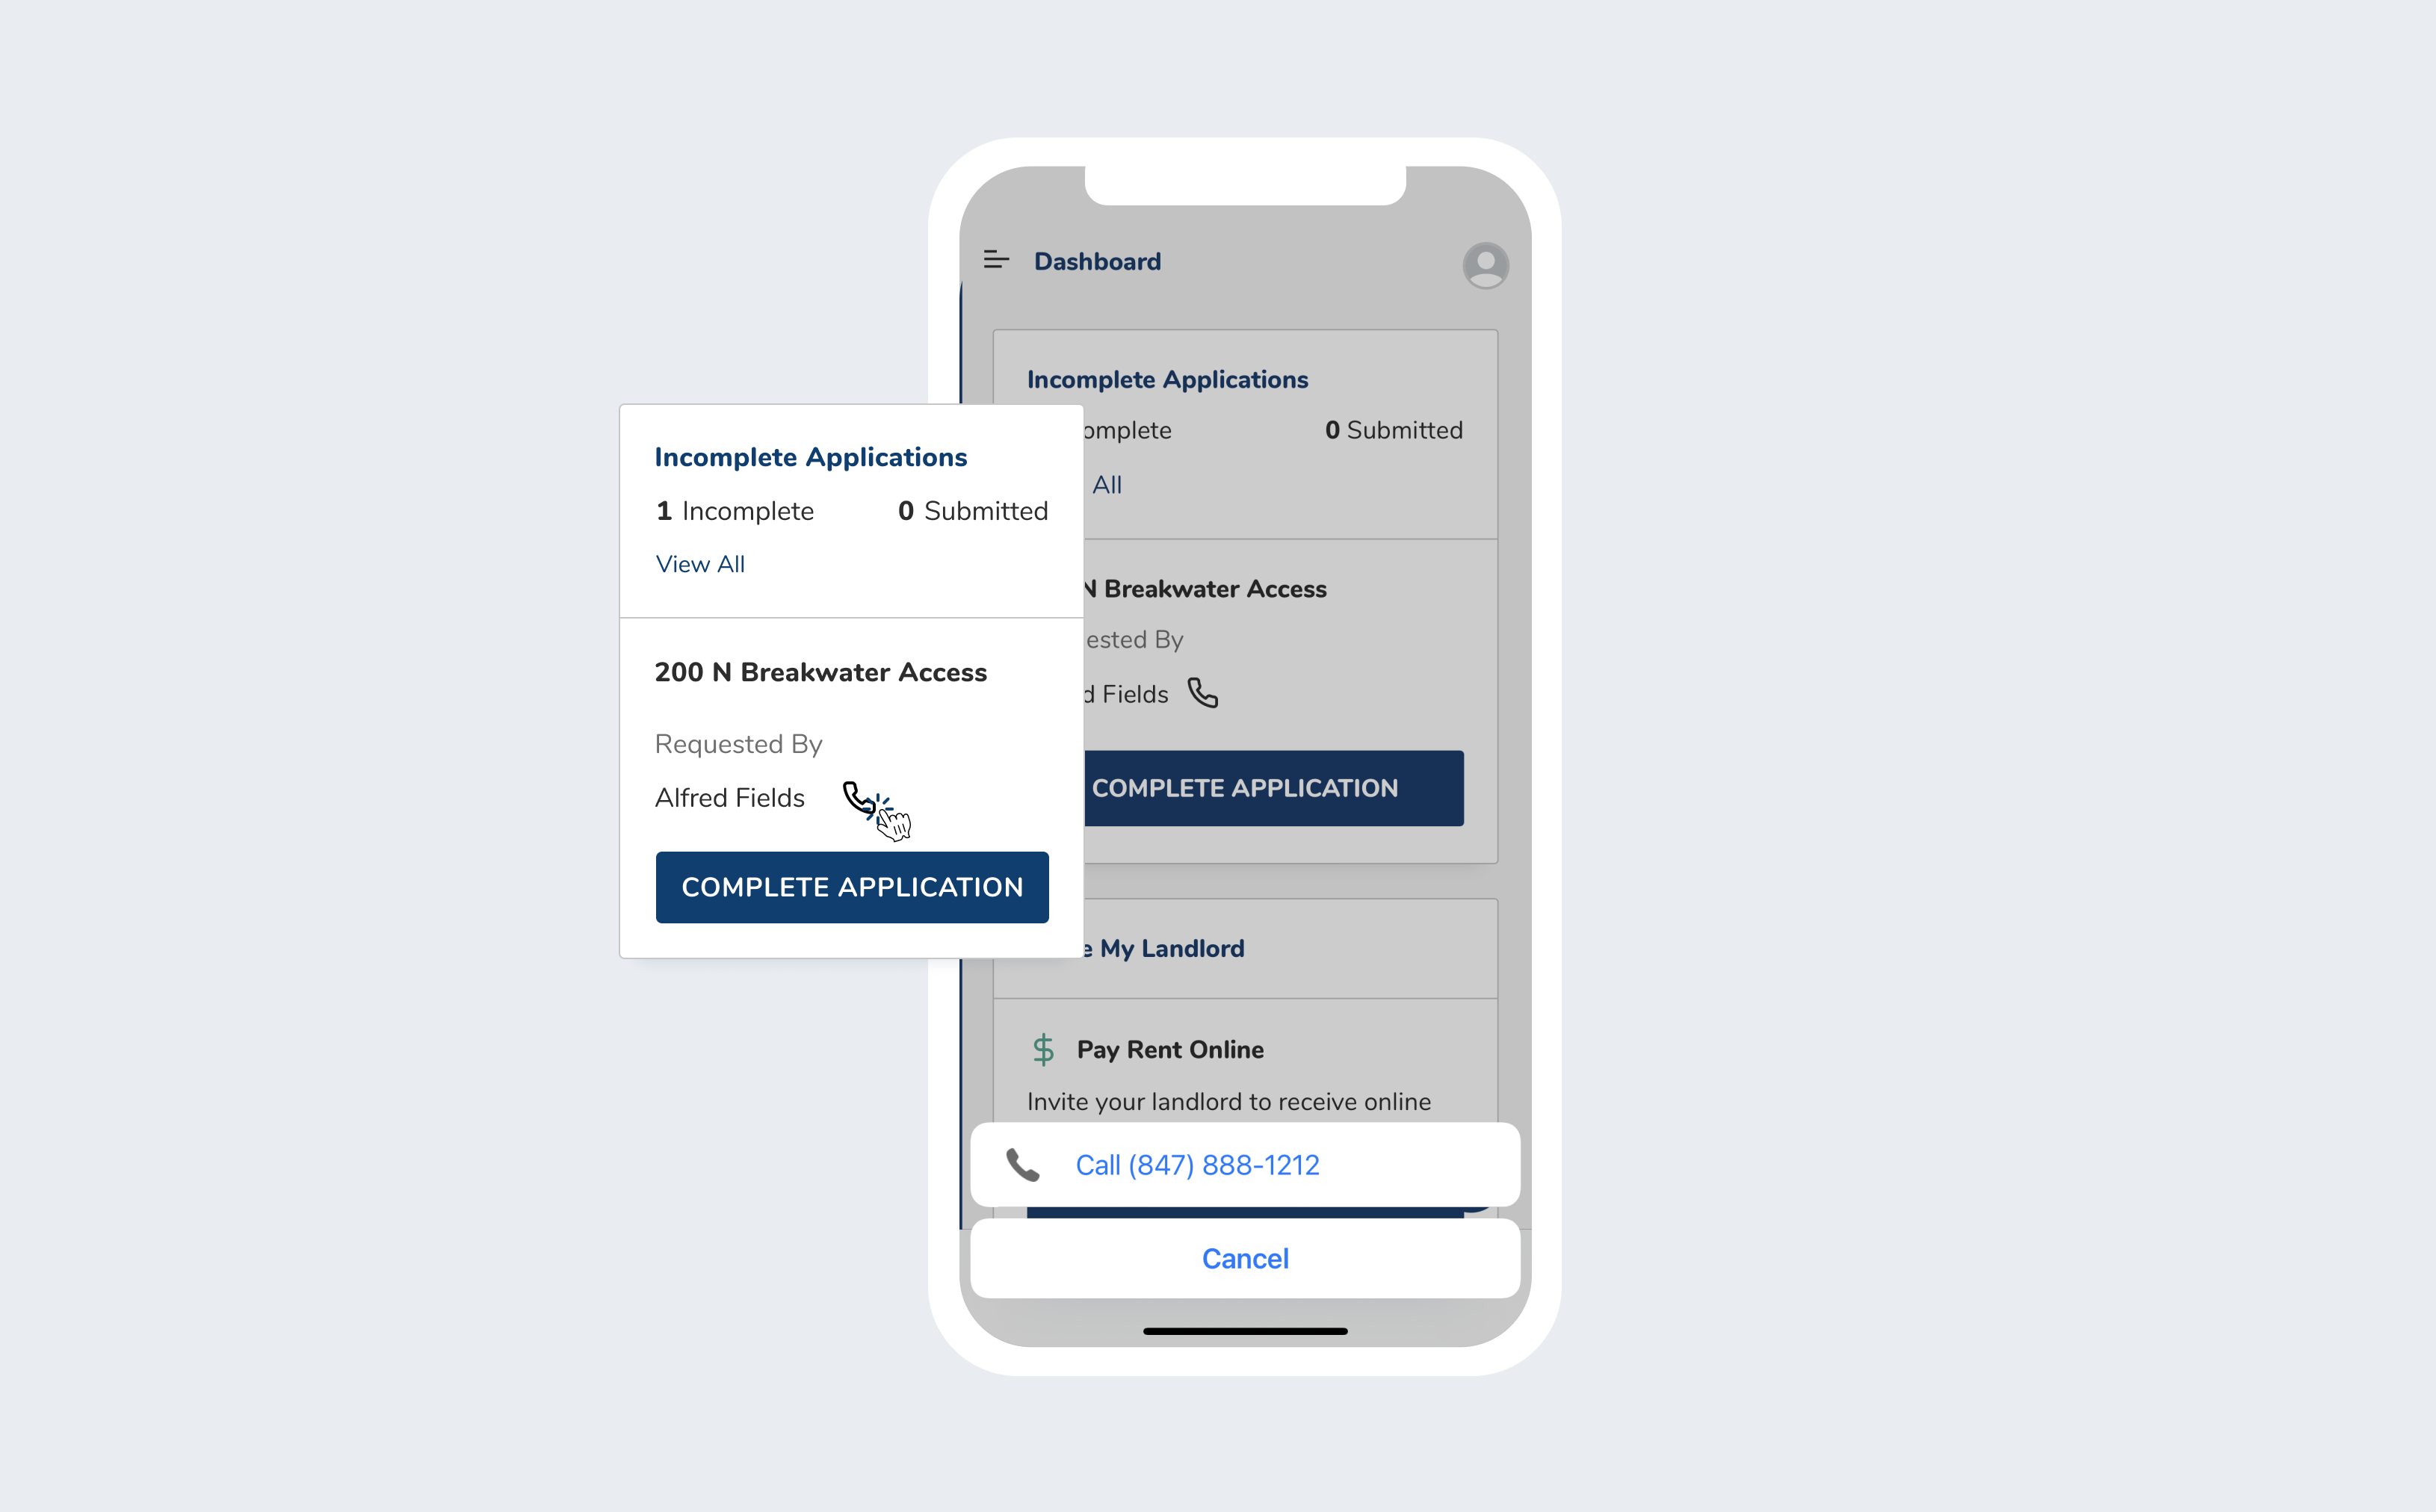 Incomplete Applications
1 Incomplete 0 Submitted
View All
200 N Breakwater Access
Requested By
Alfred Fields
COMPLETE APPLICATION
Dashboard
Incomplete Applications
omplete 0 Submitted
All
N Breakwater Access
ested By
d Fields
COMPLETE APPLICATION
e My Landlord
$ Pay Rent Online
Invite your landlord to receive online
Call (847) 888-1212
Cancel